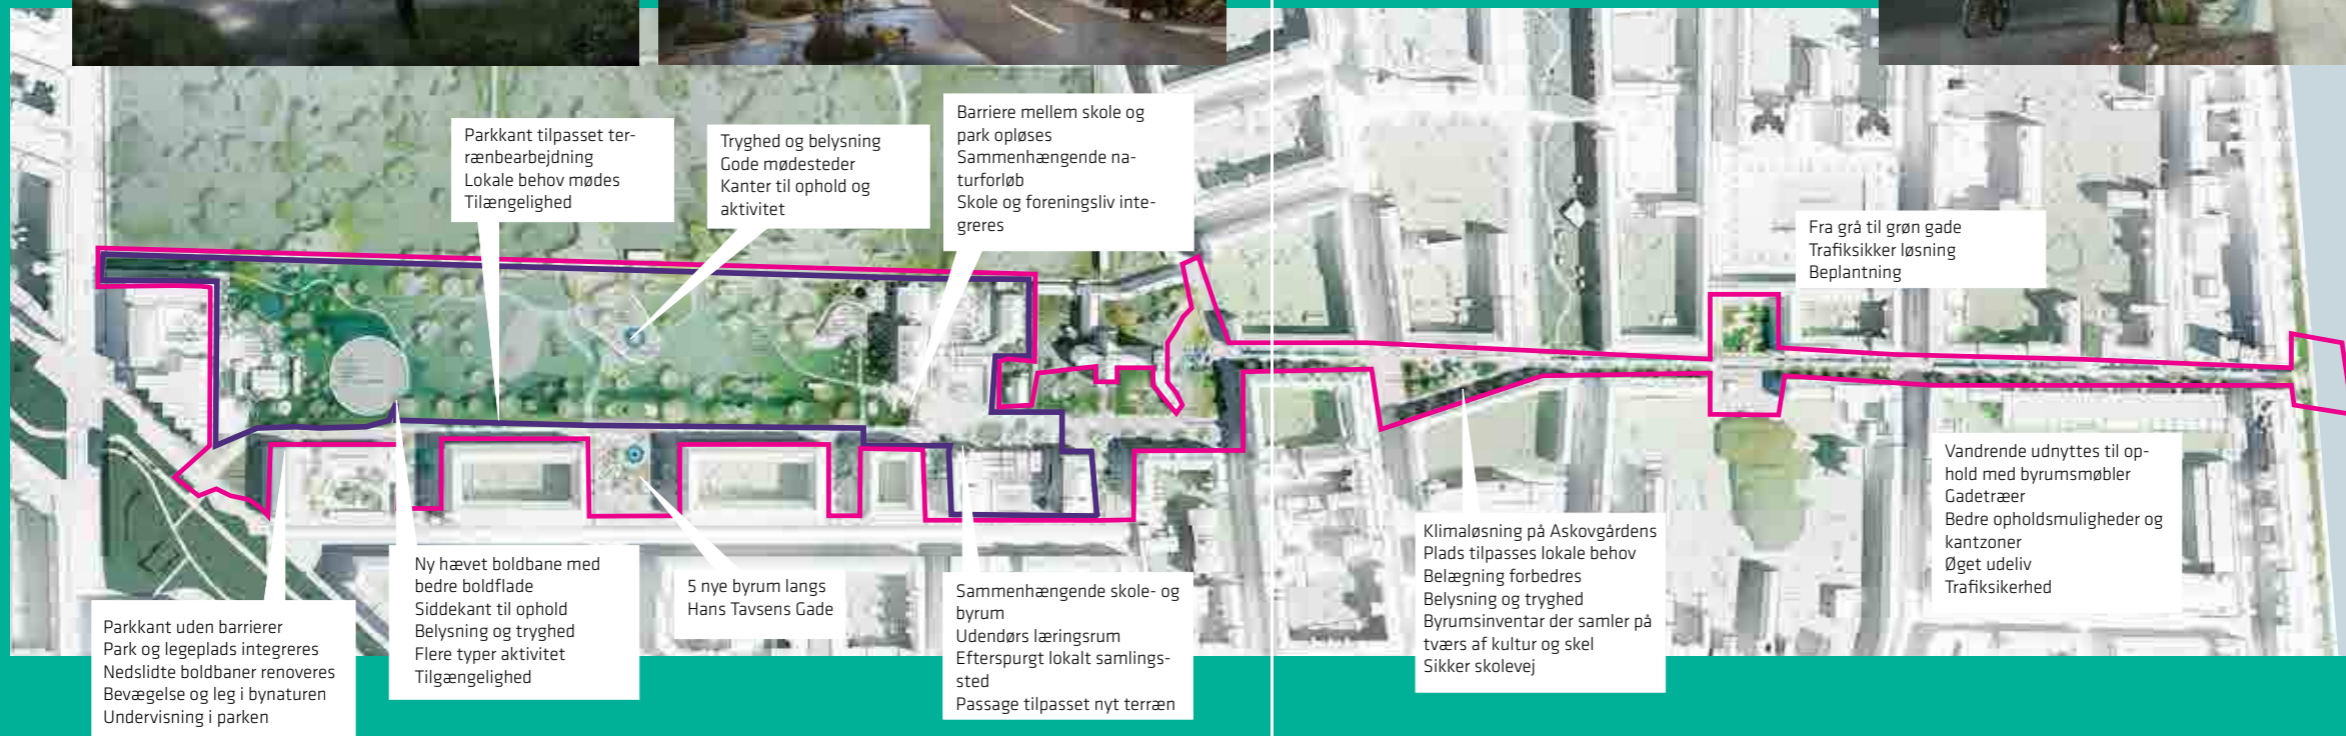 Parkkant tilpasset ter-
rænbearbejdning
Lokale behov mødes
Tilængelighed
Tryghed og belysning
Gode mødesteder
Kanter til ophold og
aktivitet
Barriere mellem skole og
park opløses
Sammenhængende na-
turforløb
Skole og foreningsliv inte-
greres
Fra grå til grøn gade
Trafiksikker løsning
Beplantning
Parkkant uden barrierer
Park og legeplads integreres
Nedslidte boldbaner renoveres
Bevægelse og leg i bynaturen
Undervisning i parken
Ny hævet boldbane med
bedre boldflade
Siddekant til ophold
Belysning og tryghed
Flere typer aktivitet
Tilgængelighed
5 nye byrum langs
Hans Tavsens Gade
Sammenhængende skole- og
byrum
Udendørs læringsrum
Efterspurgt lokalt samlings-
sted
Passage tilpasset nyt terræn
Klimaløsning på Askovgårdens
Plads tilpasses lokale behov
Belægning forbedres
Belysning og tryghed
Byrumsinventar der samler på
tværs af kultur og skel
Sikker skolevej
Vandrende udnyttes til op-
hold med byrumsmøbler
Gadetræer
Bedre opholdsmuligheder og
kantzoner
Øget udeliv
Trafiksikerhed